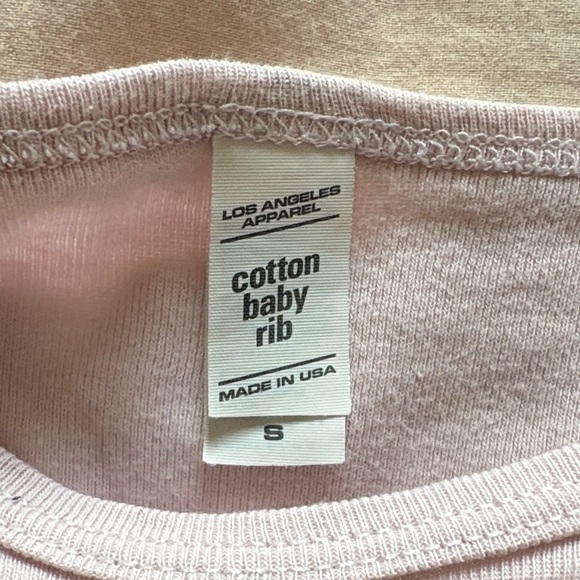 LOS ANGELES
APPAREL
cotton
baby
rib
MADE IN USA
S